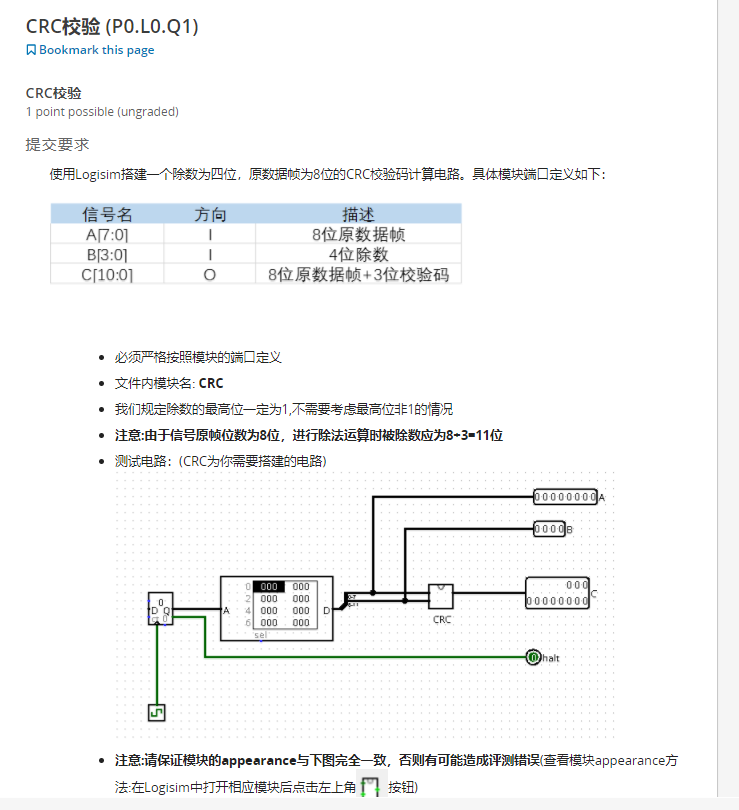 CRC校验 (P0.L0.Q1)
Bookmark this page
CRC校验
1 point possible (ungraded)
提交要求
使用Logisim搭建一个除数为四位，原数据帧为8位的CRC校验码计算电路。具体模块端口定义如下：
信号名 方向 描述
A[7:0] I 8位原数据帧
B[3:0] I 4位除数
C[10:0] O 8位原数据帧+3位校验码
必须严格按照模块的端口定义
文件内模块名: CRC
我们规定除数的最高位一定为1,不需要考虑最高位非1的情况
注意:由于信号原帧位数为8位，进行除法运算时被除数应为8+3=11位
测试电路：(CRC为你需要搭建的电路)
00000000 A
0000 B
0 000 000
2 000 000
4 000 000
6 000 000
sel
A
D
0
D Q
000
00000000 C
CRC
0 halt
注意:请保证模块的appearance与下图完全一致，否则有可能造成评测错误(查看模块appearance方
法:在Logisim中打开相应模块后点击左上角 按钮)